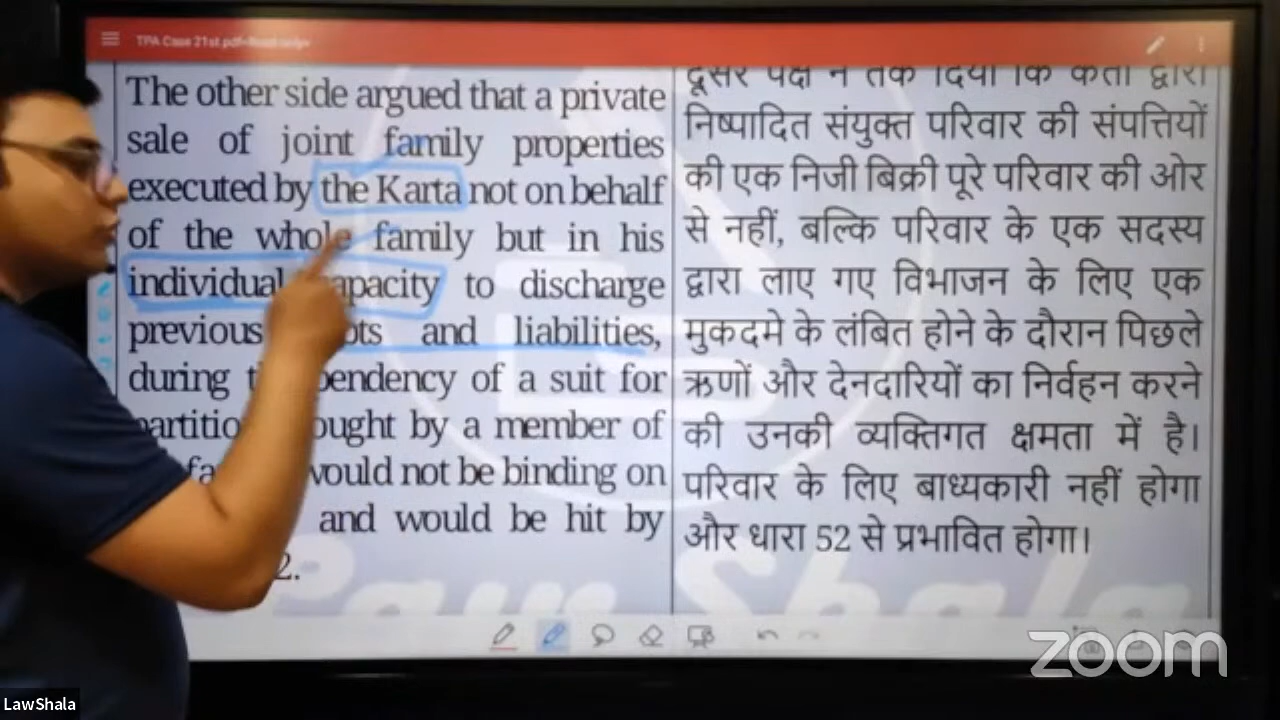 TPA Case 21st.pdf
The other side argued that a private
sale of joint family properties
executed by the Karta not on behalf
of the whole family but in his
individual to discharge
previous and liabilities,
during of a suit for
by a member of
would not be binding on
and would be hit by
दूसरे पक्ष ने तर्क दिया कि कर्ता द्वारा
निष्पादित संयुक्त परिवार की संपत्तियों
की एक निजी बिक्री पूरे परिवार की ओर
से नहीं, बल्कि परिवार के एक सदस्य
द्वारा लाए गए विभाजन के लिए एक
मुकदमे के लंबित होने के दौरान पिछले
ऋणों और देनदारियों का निर्वहन करने
की उनकी व्यक्तिगत क्षमता में है।
परिवार के लिए बाध्यकारी नहीं होगा
और धारा 52 से प्रभावित होगा।
Law Shala
zoom
LawShala